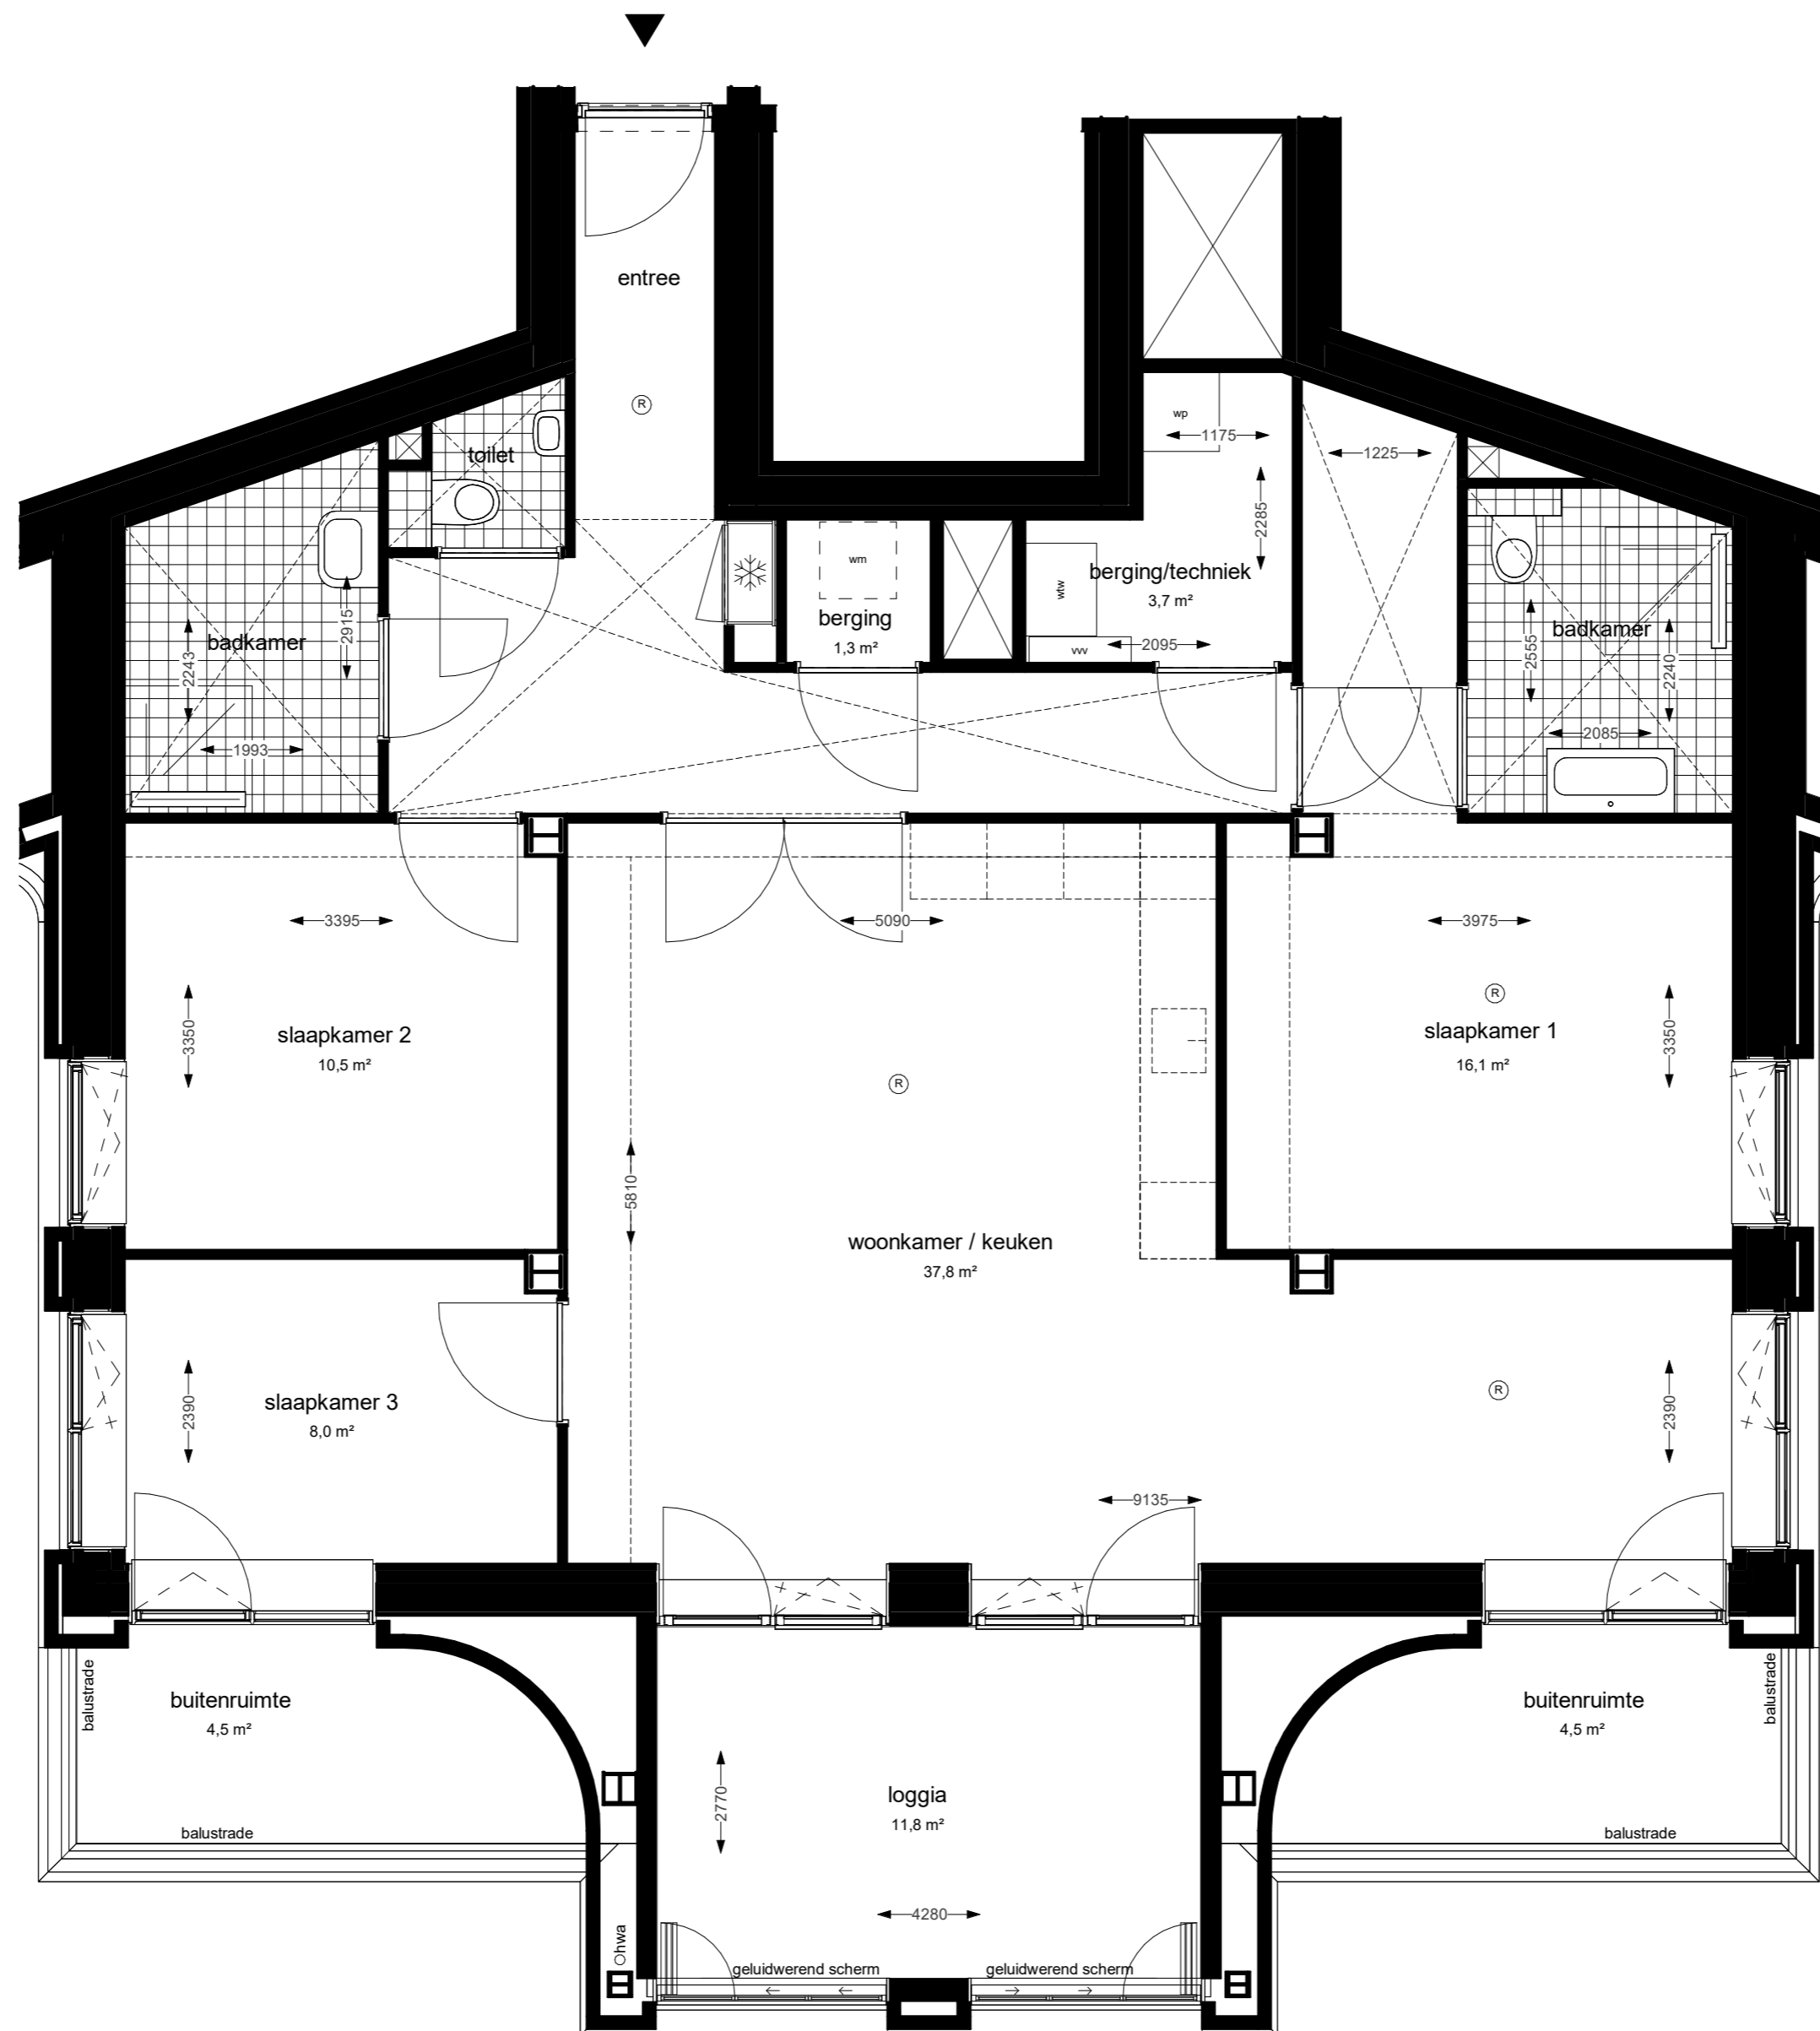 entree
R
wp
1175
1225
toilet
2285
wm
berging/techniek
3,7 m²
wtw
vvv
2095
berging
1,3 m²
badkamer
2915
2243
1993
badkamer
2555
2240
2085
3395
5090
3975
3350
slaapkamer 2
10,5 m²
R
slaapkamer 1
16,1 m²
3350
R
5810
woonkamer / keuken
37,8 m²
2390
slaapkamer 3
8,0 m²
R
2390
9135
balustrade
buitenruimte
4,5 m²
balustrade
buitenruimte
4,5 m²
balustrade
balustrade
2770
loggia
11,8 m²
4280
hwa
geluidwerend scherm
geluidwerend scherm